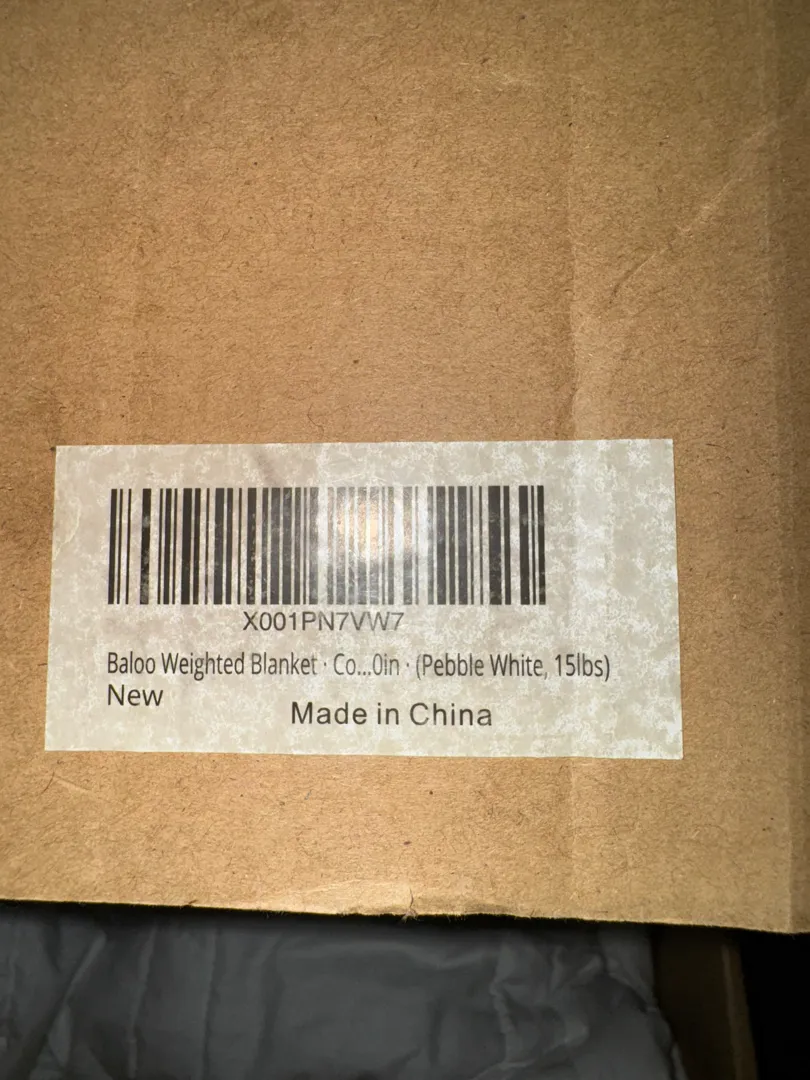 X001PN7VW7
Baloo Weighted Blanket · Co...0in · (Pebble White, 15lbs)
New
Made in China